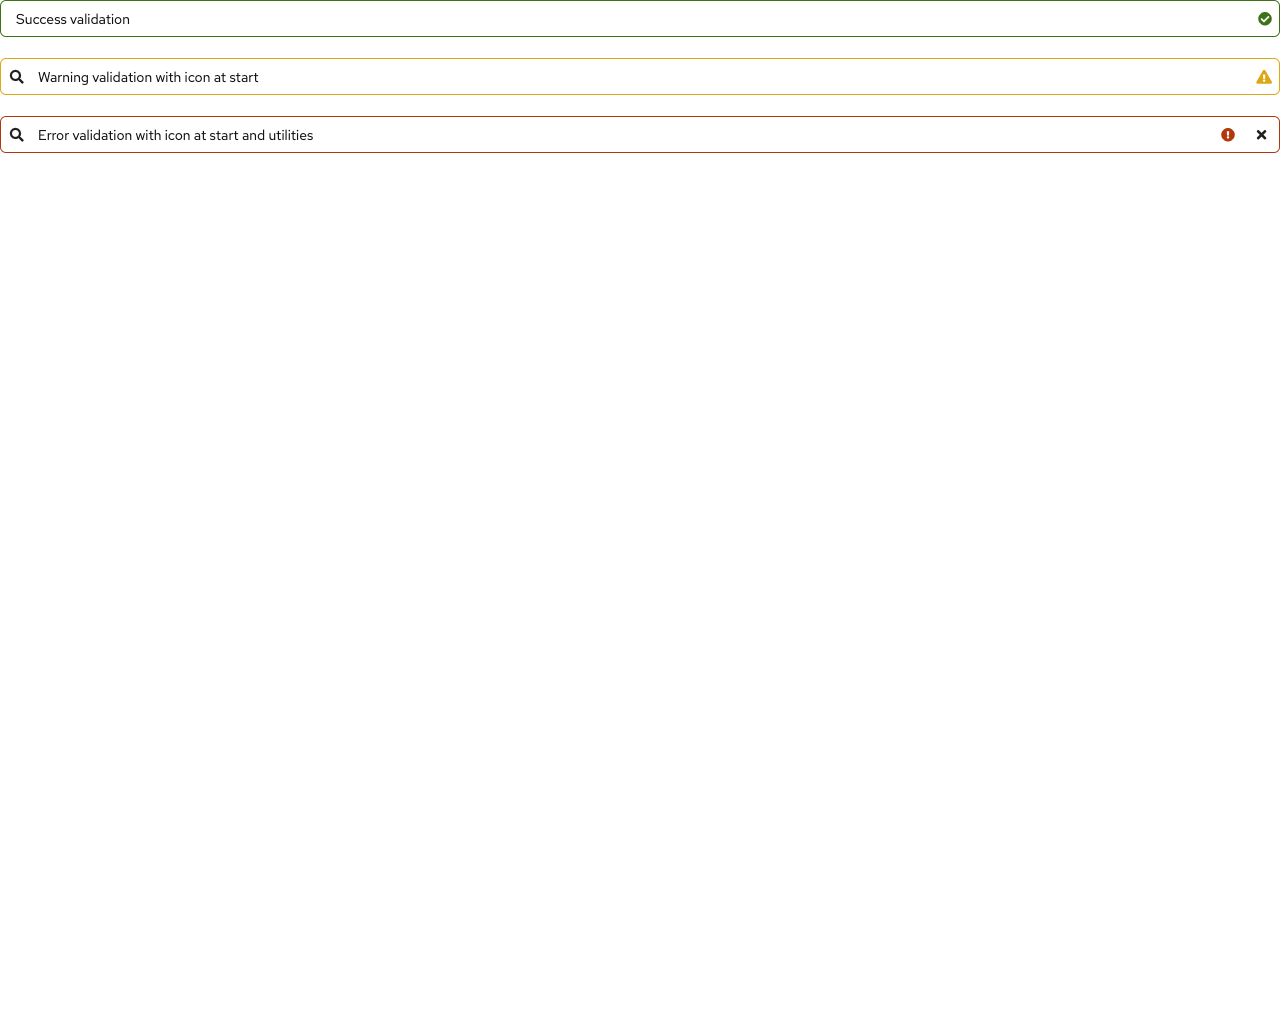 Success validation
Warning validation with icon at start
Error validation with icon at start and utilities